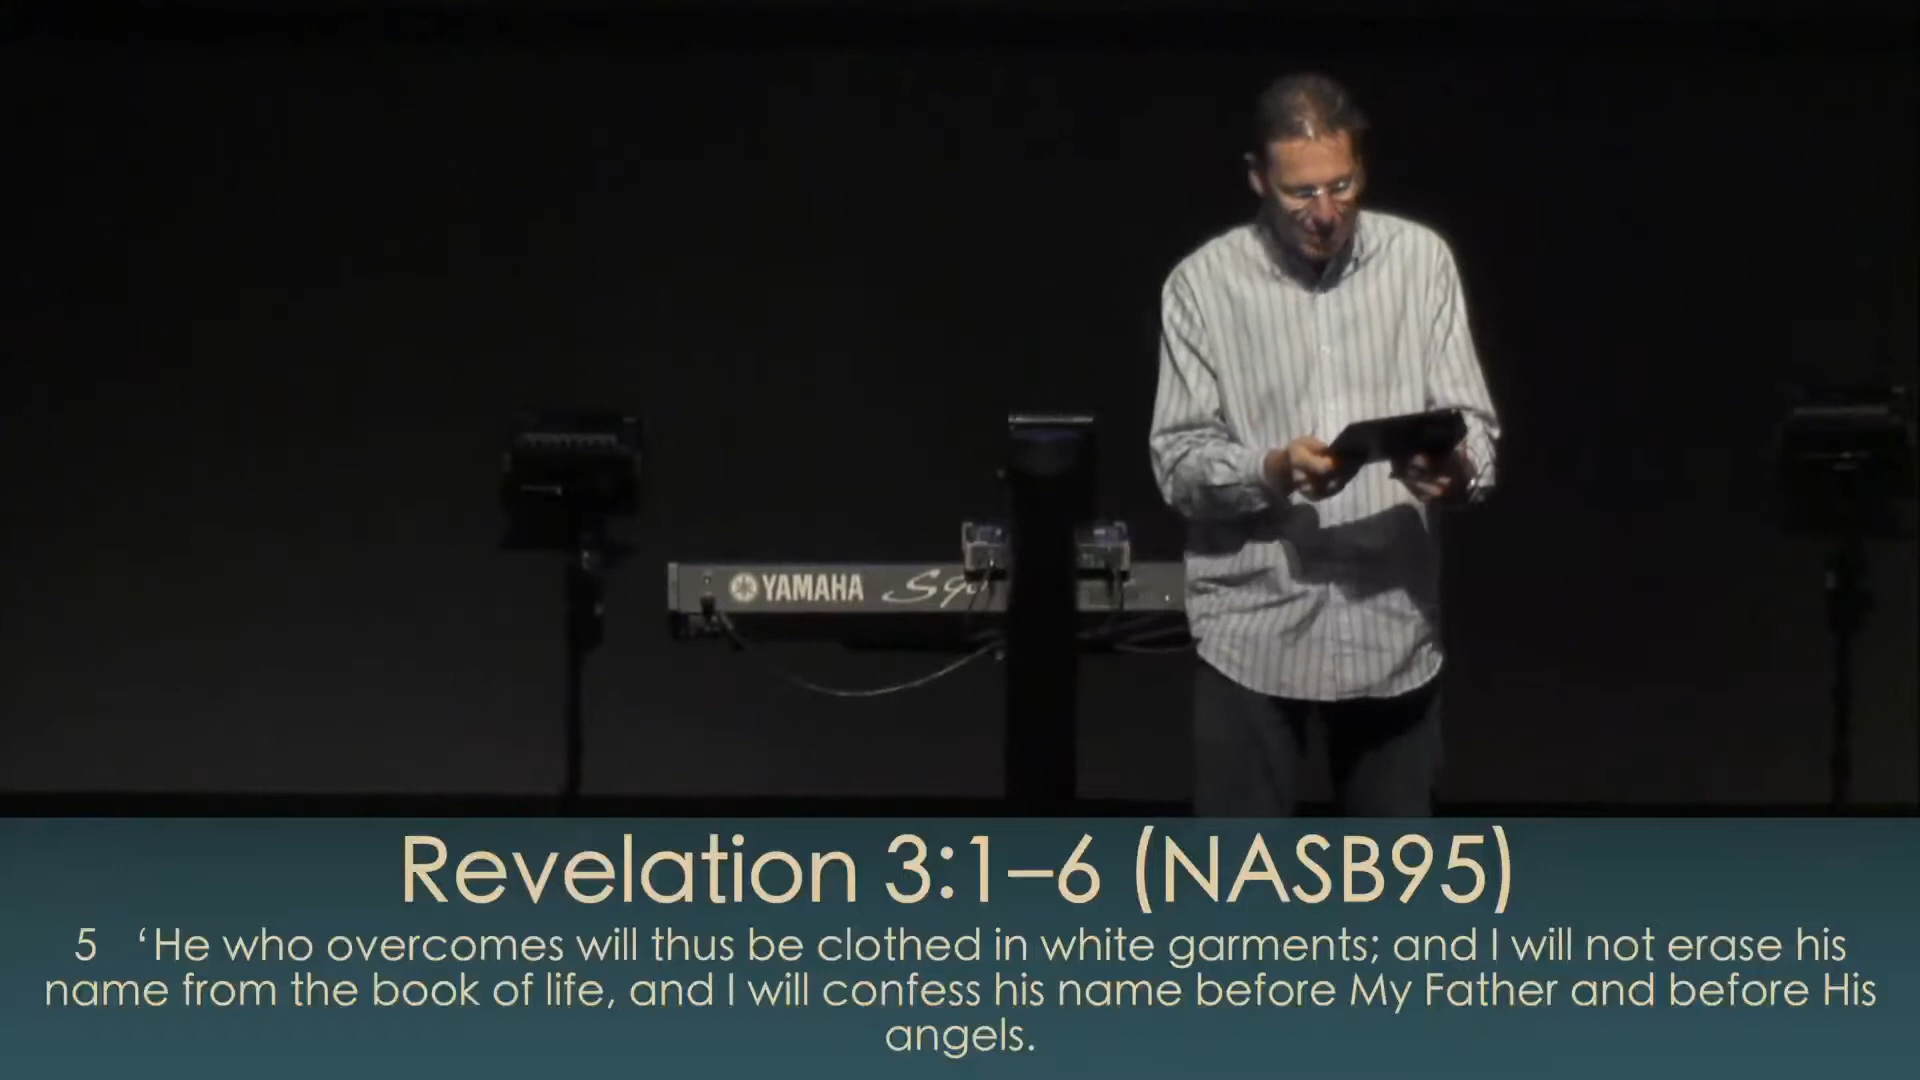 YAMAHA S90
Revelation 3:1–6 (NASB95)
5 ‘He who overcomes will thus be clothed in white garments; and I will not erase his
name from the book of life, and I will confess his name before My Father and before His
angels.